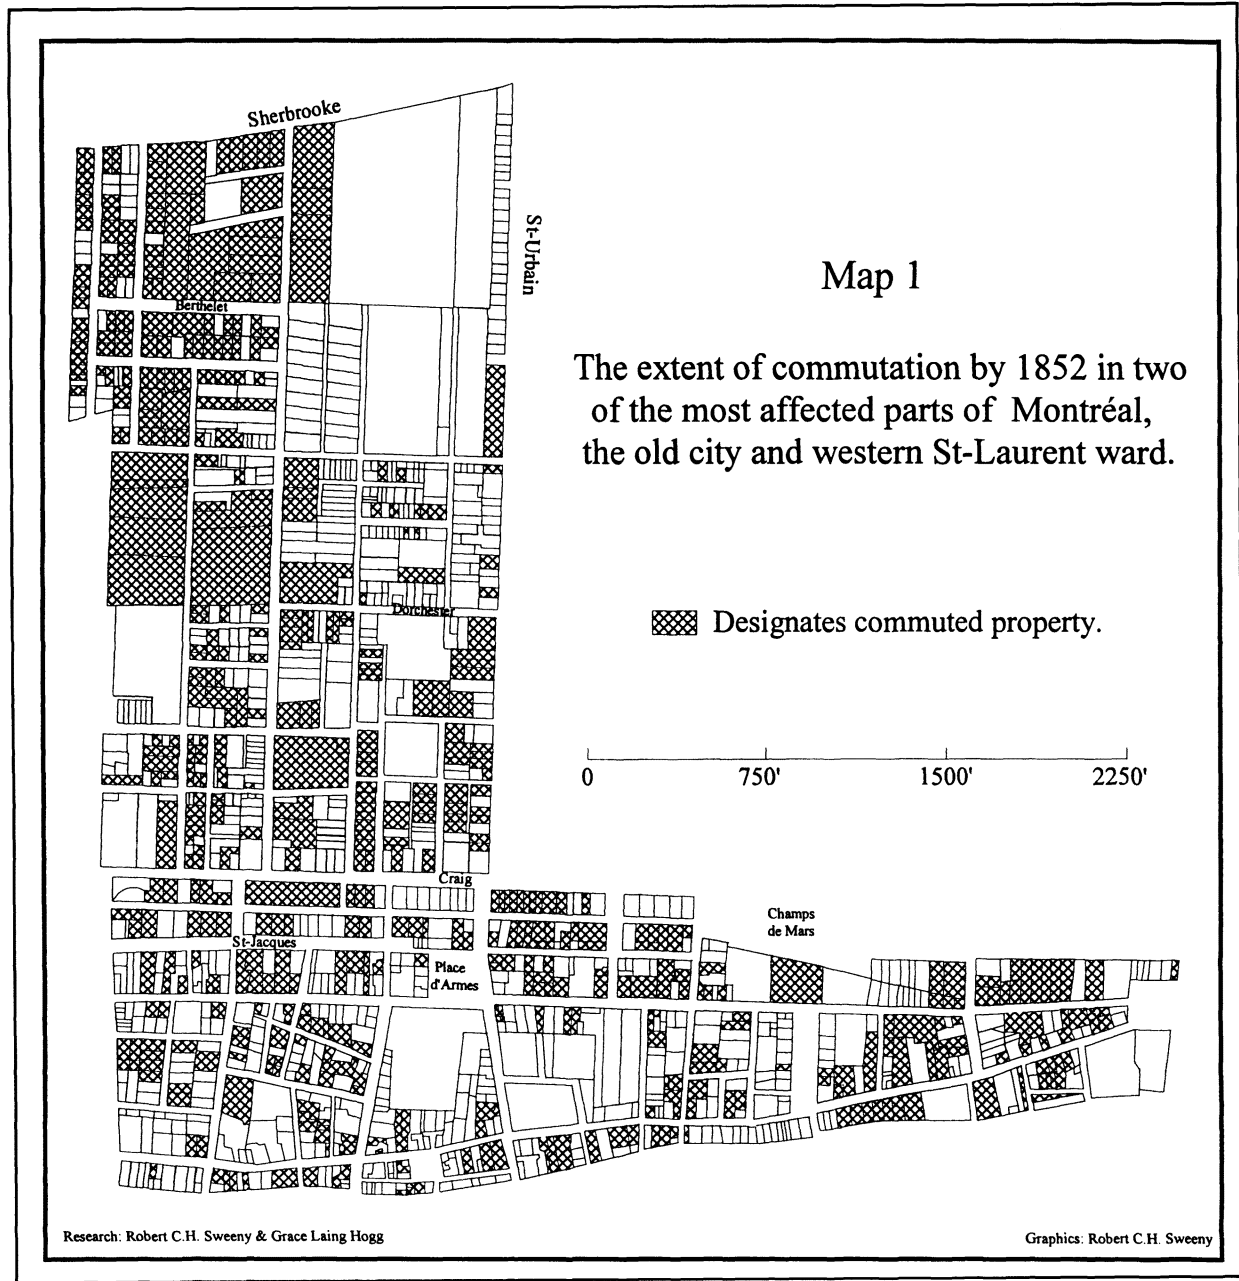 Sherbrooke
St-Urbain
Map 1
Berthelet
The extent of commutation by 1852 in two
of the most affected parts of Montréal,
the old city and western St-Laurent ward.
Dorchester
Designates commuted property.
0 750' 1500' 2250'
Craig
Champs
de Mars
St-Jacques
Place
d'Armes
Research: Robert C.H. Sweeny & Grace Laing Hogg
Graphics: Robert C.H. Sweeny